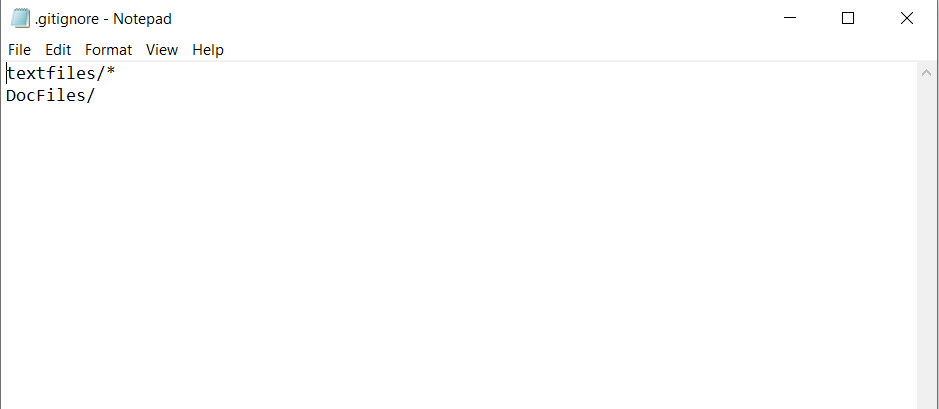 .gitignore - Notepad
File Edit Format View Help
textfiles/*
DocFiles/